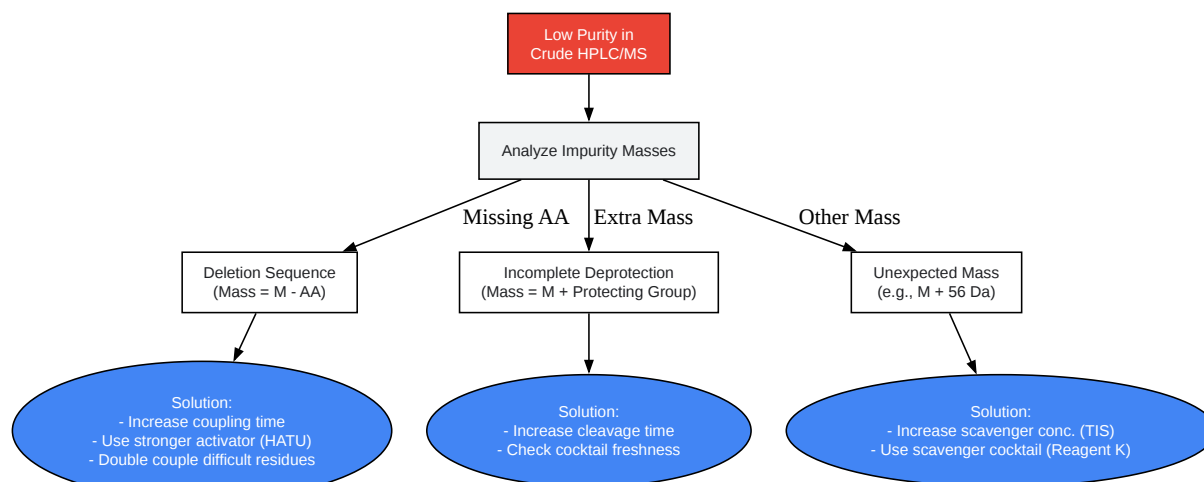 Low Purity in
Crude HPLC/MS
Analyze Impurity Masses
Missing AA
Extra Mass
Other Mass
Deletion Sequence
(Mass = M - AA)
Incomplete Deprotection
(Mass = M + Protecting Group)
Unexpected Mass
(e.g., M + 56 Da)
Solution:
- Increase coupling time
- Use stronger activator (HATU)
- Double couple difficult residues
Solution:
- Increase cleavage time
- Check cocktail freshness
Solution:
- Increase scavenger conc. (TIS)
- Use scavenger cocktail (Reagent K)